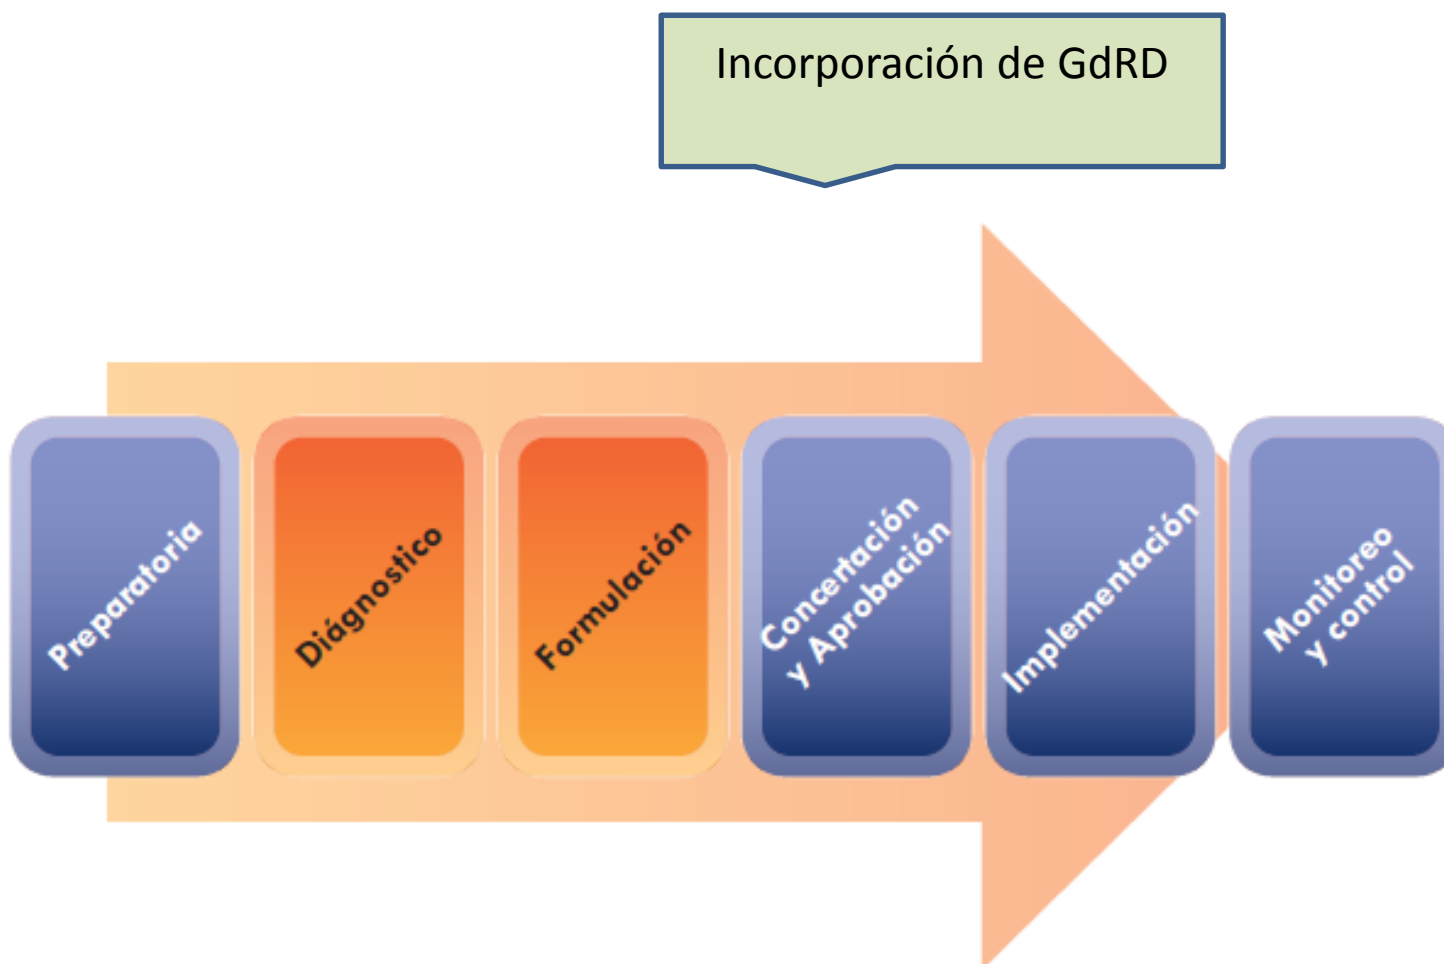 Incorporación de GdRD
Preparatoria
Diágnostico
Formulación
Concertación
y Aprobación
Implementación
Monitoreo
y control